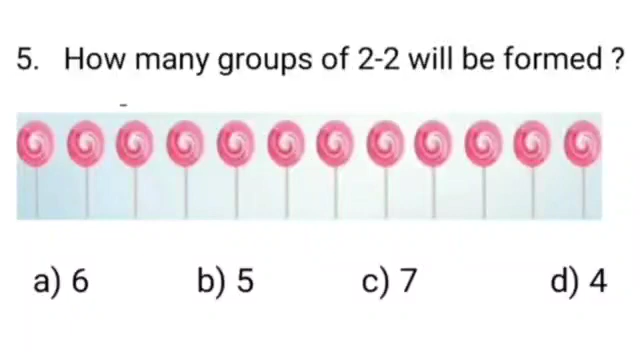 5. How many groups of 2-2 will be formed ?
a) 6 b) 5 c) 7 d) 4